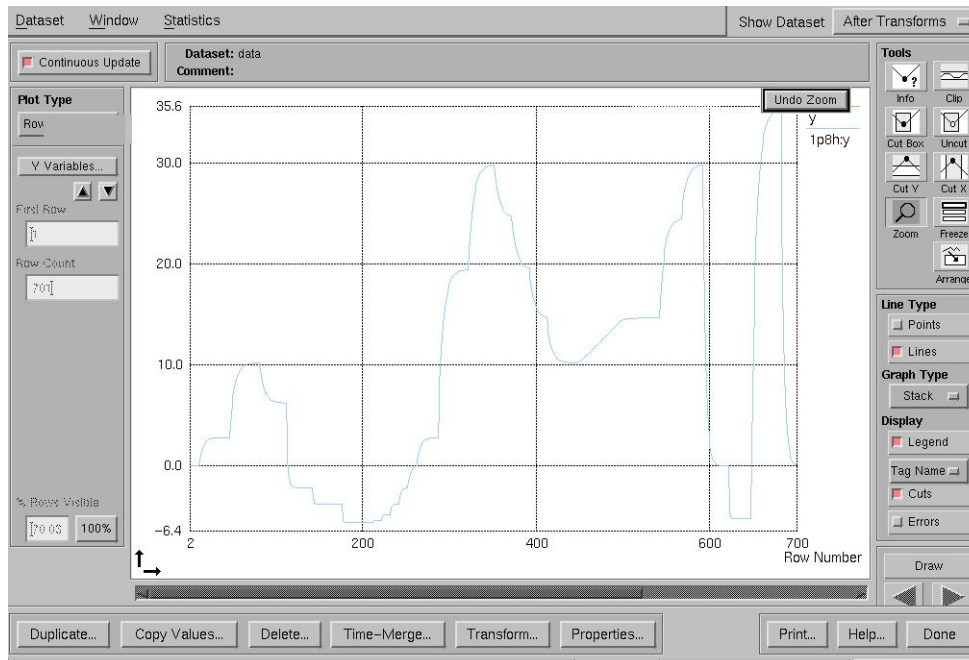 Dataset Window Statistics
Show Dataset After Transforms
Continuous Update
Dataset: data
Comment:
Plot Type
Row
Y Variables...
First Row
1
Row Count
701
% Rows Visible
70.03 100%
35.6
30.0
20.0
10.0
0.0
-6.4
2 200 400 600 700
Row Number
Undo Zoom
y
1p8h:y
Tools
Info Clip
Cut Box Uncut
Cut Y Cut X
Zoom Freeze
Arrange
Line Type
Points
Lines
Graph Type
Stack
Display
Legend
Tag Name
Cuts
Errors
Draw
Duplicate... Copy Values... Delete... Time-Merge... Transform... Properties... Print... Help... Done